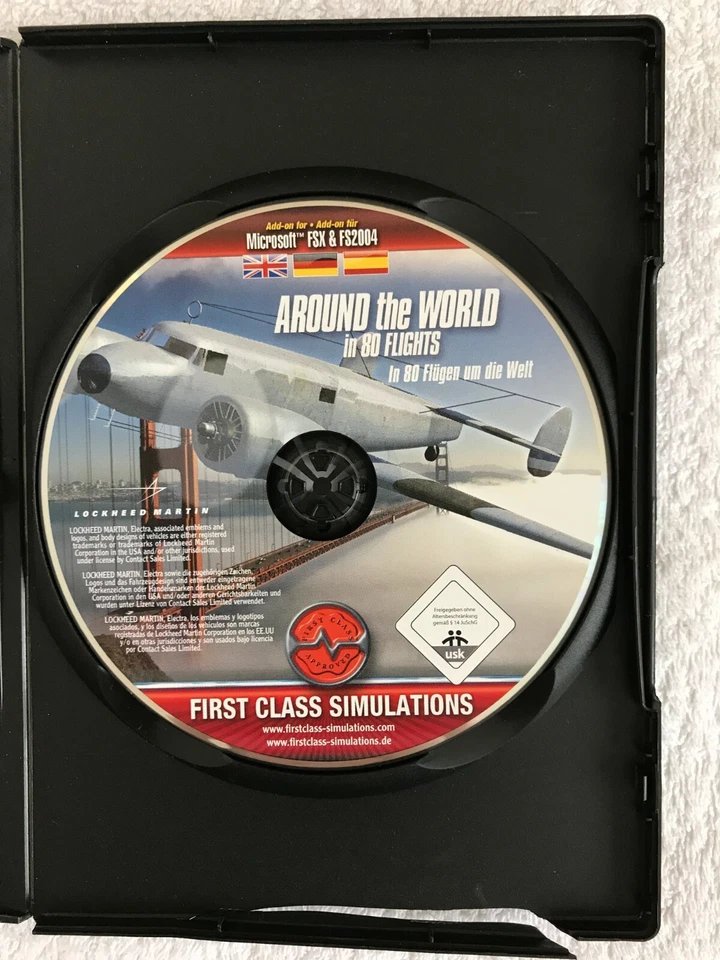 Add-on for • Add-on für
Microsoft™ FSX & FS2004
AROUND the WORLD
in 80 FLIGHTS
In 80 Flügen um die Welt
LOCKHEED MARTIN
LOCKHEED MARTIN, Electra, associated emblems and
logos, and body designs of vehicles are either registered
trademarks or trademarks of Lockheed Martin
Corporation in the USA and/or other jurisdictions, used
under license by Contact Sales Limited.
LOCKHEED MARTIN, Electra sowie die zugehörigen Zeichen,
Logos und das Fahrzeugdesign sind entweder eingetragene
Markenzeichen oder Handelsmarken des Lockheed Martin
Corporation in den USA und/oder anderen Gerichtsbarkeiten und
wurden unter Lizenz von Contact Sales Limited verwendet.
LOCKHEED MARTIN, Electra, los emblemas y logotipos
asociados, y los diseños de los vehículos son marcas
registradas de Lockheed Martin Corporation en los EE.UU
y/o en otras jurisdicciones y son usados bajo licencia
por Contact Sales Limited.
FIRST CLASS
APPROVED
Freigegeben ohne
Altersbeschränkung
gemäß § 14 JuSchG
usk
FIRST CLASS SIMULATIONS
www.firstclass-simulations.com
www.firstclass-simulations.de